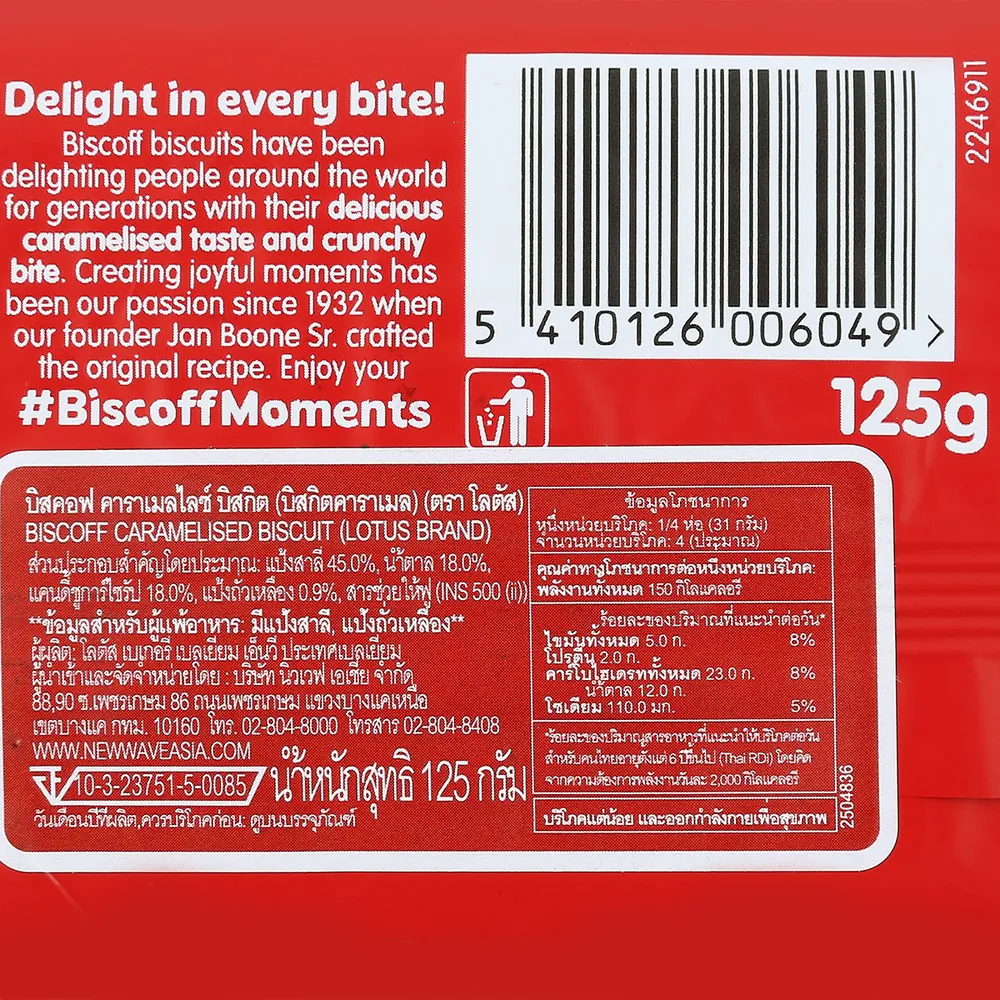 Delight in every bite!
Biscoff biscuits have been
delighting people around the world
for generations with their delicious
caramelised taste and crunchy
bite. Creating joyful moments has
been our passion since 1932 when
our founder Jan Boone Sr. crafted
the original recipe. Enjoy your
#BiscoffMoments
5 410126 006049 >
2246911
125g
บิสคอฟ คาราเมลไลซ์ บิสกิต (บิสกิตคาราเมล) (ตรา โลตัส)
BISCOFF CARAMELISED BISCUIT (LOTUS BRAND)
ส่วนประกอบสำคัญโดยประมาณ: แป้งสาลี 45.0%, น้ำตาล 18.0%,
แคนดี้ชูการ์ไซรัป 18.0%, แป้งถั่วเหลือง 0.9%, สารช่วยให้ฟู (INS 500 (ii))
**ข้อมูลสำหรับผู้แพ้อาหาร: มีแป้งสาลี, แป้งถั่วเหลือง**
ผู้ผลิต: โลตัส เบเกอรี่ เบลเยี่ยม เอ็นวี ประเทศเบลเยี่ยม
ผู้นำเข้าและจัดจำหน่ายโดย : บริษัท นิวเวฟ เอเชีย จำกัด
88,90 ซ.เพชรเกษม 86 ถนนเพชรเกษม แขวงบางแคเหนือ
เขตบางแค กทม. 10160 โทร. 02-804-8000 โทรสาร 02-804-8408
WWW.NEWWAVEASIA.COM
10-3-23751-5-0085 น้ำหนักสุทธิ 125 กรัม
วันเดือนปีที่ผลิต,ควรบริโภคก่อน: ดูบนบรรจุภัณฑ์
ข้อมูลโภชนาการ
หนึ่งหน่วยบริโภค: 1/4 ห่อ (31 กรัม)
จำนวนหน่วยบริโภค: 4 (ประมาณ)
คุณค่าทางโภชนาการต่อหนึ่งหน่วยบริโภค:
พลังงานทั้งหมด 150 กิโลแคลอรี
ร้อยละของปริมาณที่แนะนำต่อวัน*
ไขมันทั้งหมด 5.0 ก. 8%
โปรตีน 2.0 ก.
คาร์โบไฮเดรททั้งหมด 23.0 ก. 8%
น้ำตาล 12.0 ก.
โซเดียม 110.0 มก. 5%
*ร้อยละของปริมาณสารอาหารที่แนะนำให้บริโภคต่อวัน
สำหรับคนไทยอายุตั้งแต่ 6 ปีขึ้นไป (Thai RDI) โดยคิด
จากความต้องการพลังงานวันละ 2,000 กิโลแคลอรี
บริโภคแต่น้อย และออกกำลังกายเพื่อสุขภาพ
2504836